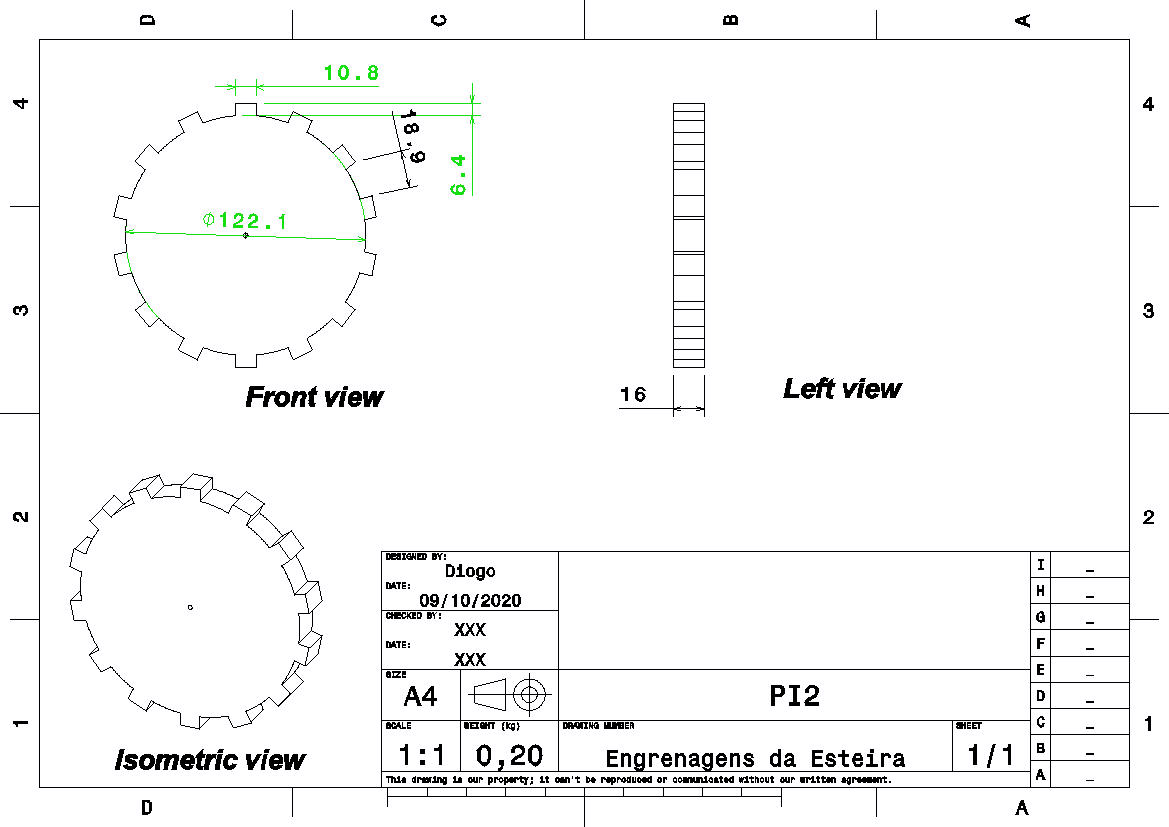 D C B A
4 4
10.8
18.9
6.4
Ø122.1
3 3
Front view
16
Left view
2 2
1 1
Isometric view
DESIGNED BY:
Diogo
DATE:
09/10/2020
CHECKED BY:
XXX
DATE:
XXX
SIZE
A4
PI2
SCALE
1:1
WEIGHT (kg)
0,20
DRAWING NUMBER
Engrenagens da Esteira
SHEET
1/1
This drawing is our property; it can't be reproduced or communicated without our written agreement.
I _
H _
G _
F _
E _
D _
C _
B _
A _
D A